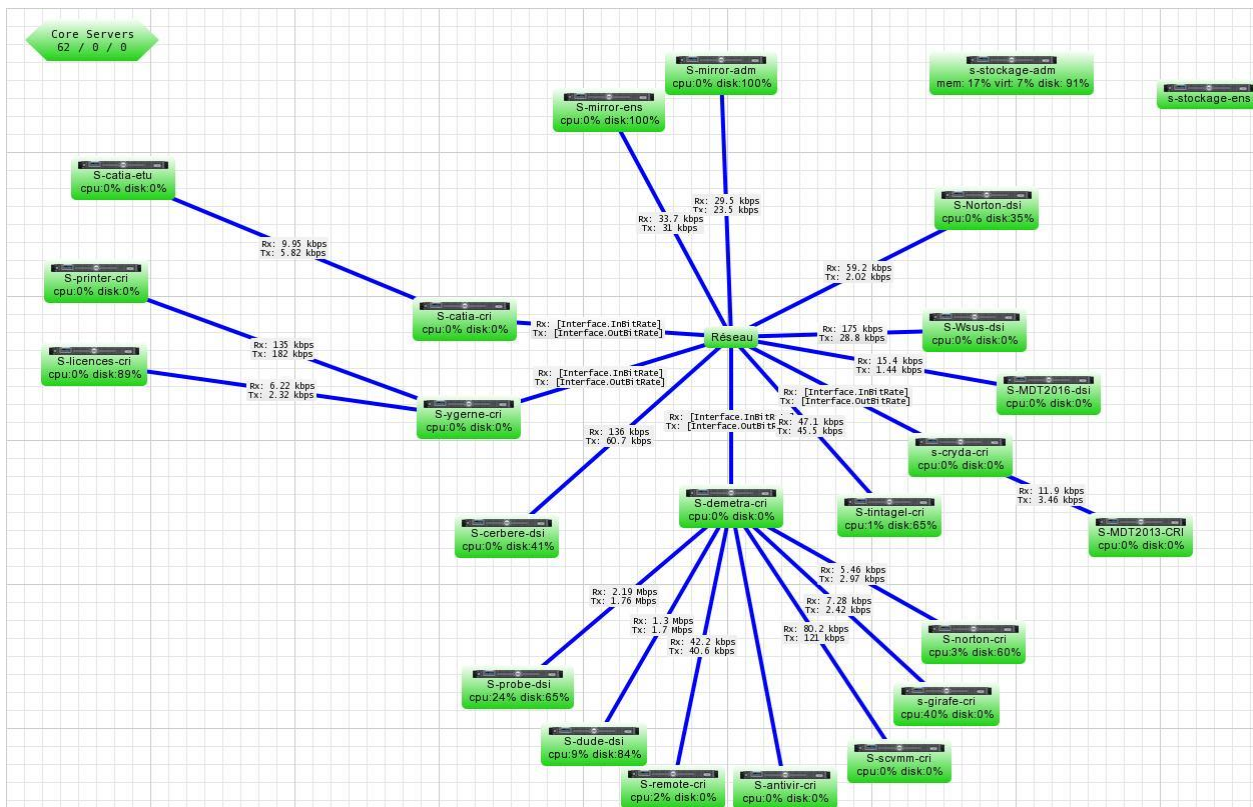 Core Servers
62 / 0 / 0
S-mirror-adm
cpu:0% disk:100%
s-stockage-adm
mem: 17% virt: 7% disk: 91%
s-stockage-ens
S-mirror-ens
cpu:0% disk:100%
S-catia-etu
cpu:0% disk:0%
Rx: 29.5 kbps
Tx: 23.5 kbps
Rx: 33.7 kbps
Tx: 31 kbps
S-Norton-dsi
cpu:0% disk:35%
Rx: 9.95 kbps
Tx: 5.82 kbps
Rx: 59.2 kbps
Tx: 2.02 kbps
S-printer-cri
cpu:0% disk:0%
S-catia-cri
cpu:0% disk:0%
Rx: [Interface.InBitRate]
Tx: [Interface.OutBitRate]
Réseau
Rx: 175 kbps
Tx: 28.8 kbps
S-Wsus-dsi
cpu:0% disk:0%
Rx: 135 kbps
Tx: 182 kbps
S-licences-cri
cpu:0% disk:89%
Rx: 15.4 kbps
Tx: 1.44 kbps
Rx: [Interface.InBitRate]
Tx: [Interface.OutBitRate]
Rx: 6.22 kbps
Tx: 2.32 kbps
S-MDT2016-dsi
cpu:0% disk:0%
Rx: [Interface.InBitRate]
Tx: [Interface.OutBitRate]
S-ygerne-cri
cpu:0% disk:0%
Rx: [Interface.InBitR
Tx: [Interface.OutBitR
Rx: 47.1 kbps
Tx: 45.5 kbps
Rx: 136 kbps
Tx: 60.7 kbps
s-cryda-cri
cpu:0% disk:0%
Rx: 11.9 kbps
Tx: 3.46 kbps
S-demetra-cri
cpu:0% disk:0%
S-tintagel-cri
cpu:1% disk:65%
S-cerbere-dsi
cpu:0% disk:41%
S-MDT2013-CRI
cpu:0% disk:0%
Rx: 5.46 kbps
Tx: 2.97 kbps
Rx: 2.19 Mbps
Tx: 1.76 Mbps
Rx: 7.28 kbps
Tx: 2.42 kbps
Rx: 1.3 Mbps
Tx: 1.7 Mbps
Rx: 80.2 kbps
Tx: 121 kbps
Rx: 42.2 kbps
Tx: 40.6 kbps
S-norton-cri
cpu:3% disk:60%
S-probe-dsi
cpu:24% disk:65%
s-girafe-cri
cpu:40% disk:0%
S-dude-dsi
cpu:9% disk:84%
S-scvmm-cri
cpu:0% disk:0%
S-remote-cri
cpu:2% disk:0%
S-antivir-cri
cpu:0% disk:0%